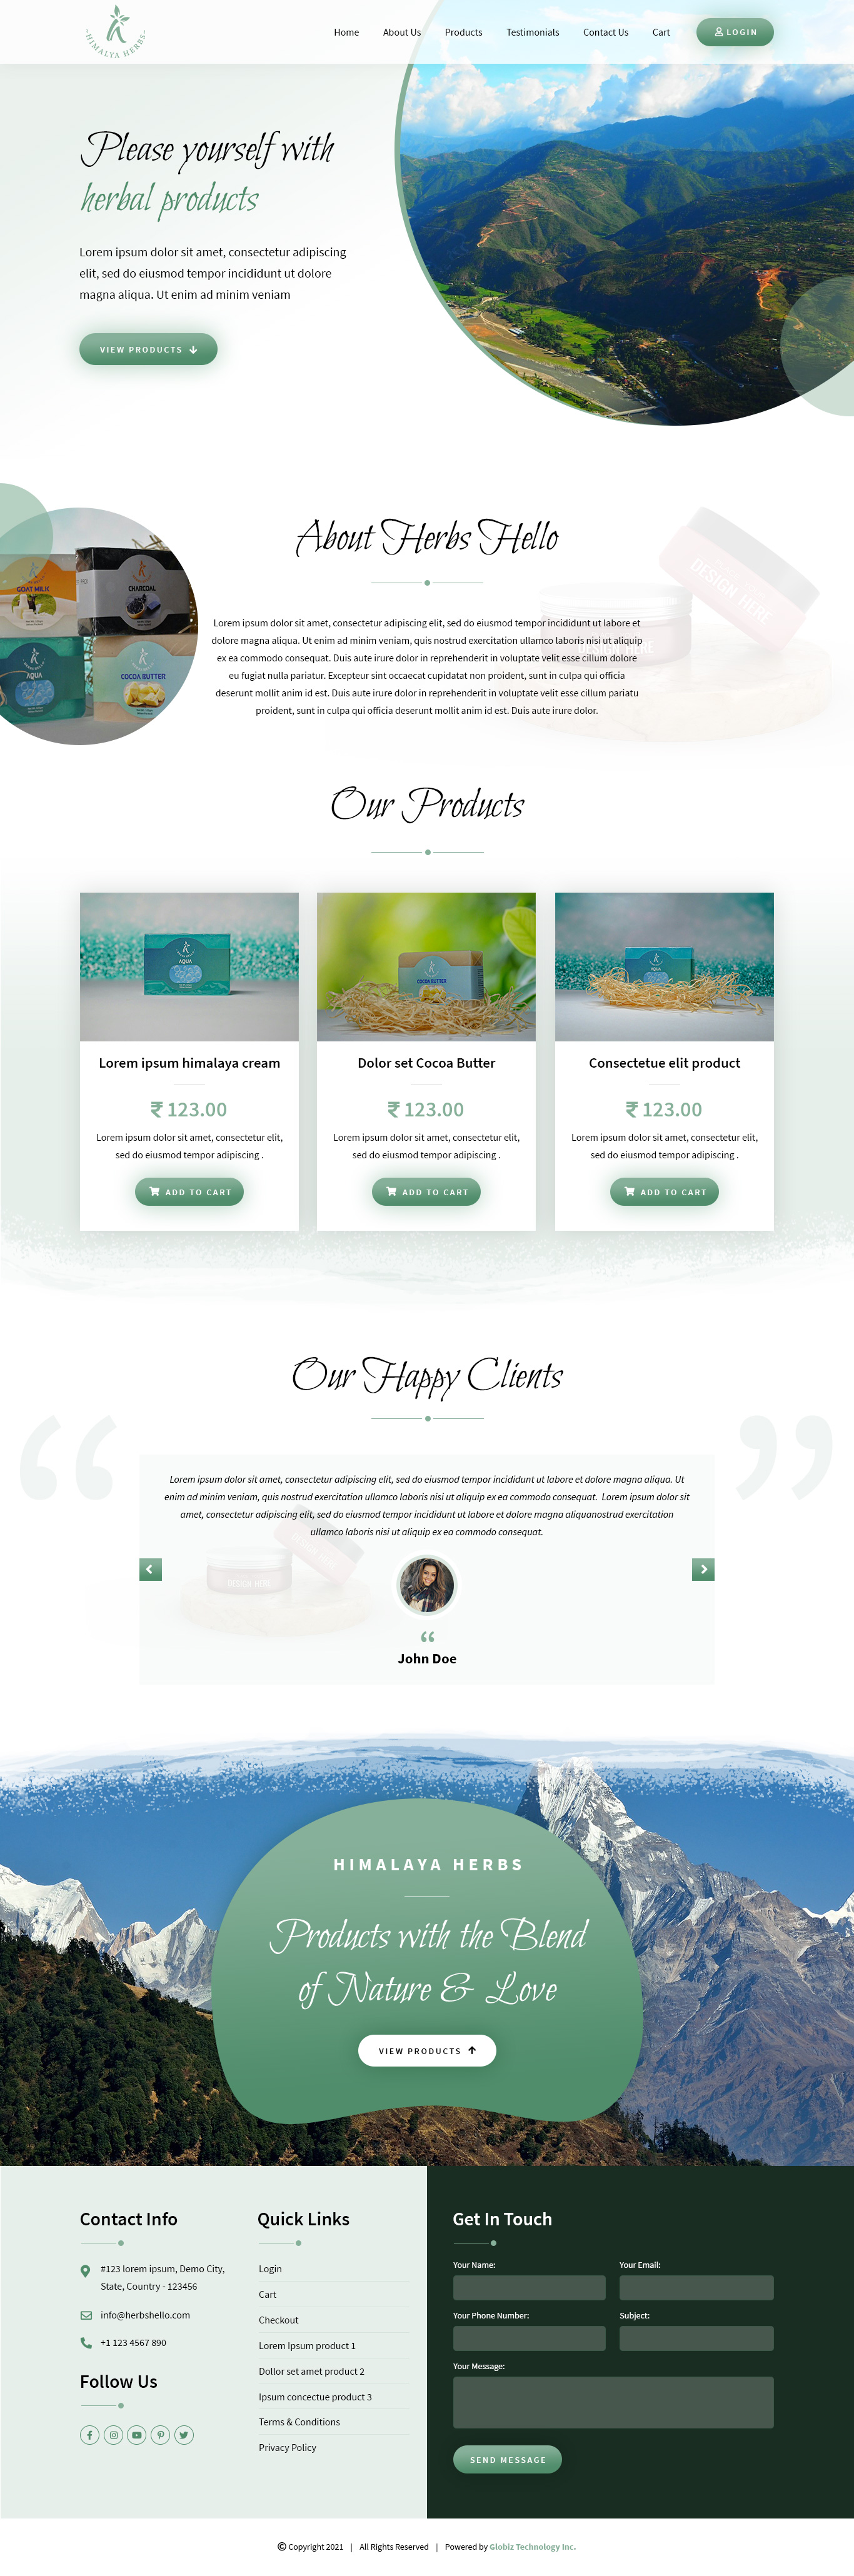 HIMALYA HERBS
Home
About Us
Products
Testimonials
Contact Us
Cart
LOGIN
Please yourself with
herbal products
Lorem ipsum dolor sit amet, consectetur adipiscing
elit, sed do eiusmod tempor incididunt ut dolore
magna aliqua. Ut enim ad minim veniam
VIEW PRODUCTS
GOAT MILK
CHARCOAL
AQUA
COCOA BUTTER
About Herbs Hello
DESIGN HERE
DESIGN HERE
Lorem ipsum dolor sit amet, consectetur adipiscing elit, sed do eiusmod tempor incididunt ut labore et
dolore magna aliqua. Ut enim ad minim veniam, quis nostrud exercitation ullamco laboris nisi ut aliquip
ex ea commodo consequat. Duis aute irure dolor in reprehenderit in voluptate velit esse cillum dolore
eu fugiat nulla pariatur. Excepteur sint occaecat cupidatat non proident, sunt in culpa qui officia
deserunt mollit anim id est. Duis aute irure dolor in reprehenderit in voluptate velit esse cillum pariatu
proident, sunt in culpa qui officia deserunt mollit anim id est. Duis aute irure dolor.
Our Products
AQUA
COCOA BUTTER
AQUA
Lorem ipsum himalaya cream
₹ 123.00
Lorem ipsum dolor sit amet, consectetur elit,
sed do eiusmod tempor adipiscing .
ADD TO CART
Dolor set Cocoa Butter
₹ 123.00
Lorem ipsum dolor sit amet, consectetur elit,
sed do eiusmod tempor adipiscing .
ADD TO CART
Consectetue elit product
₹ 123.00
Lorem ipsum dolor sit amet, consectetur elit,
sed do eiusmod tempor adipiscing .
ADD TO CART
Our Happy Clients
“
”
Lorem ipsum dolor sit amet, consectetur adipiscing elit, sed do eiusmod tempor incididunt ut labore et dolore magna aliqua. Ut
enim ad minim veniam, quis nostrud exercitation ullamco laboris nisi ut aliquip ex ea commodo consequat. Lorem ipsum dolor sit
amet, consectetur adipiscing elit, sed do eiusmod tempor incididunt ut labore et dolore magna aliquanostrud exercitation
ullamco laboris nisi ut aliquip ex ea commodo consequat.
DESIGN HERE
“
John Doe
HIMALAYA HERBS
Products with the Blend
of Nature & Love
VIEW PRODUCTS
Contact Info
#123 lorem ipsum, Demo City,
State, Country - 123456
info@herbshello.com
+1 123 4567 890
Follow Us
Quick Links
Login
Cart
Checkout
Lorem Ipsum product 1
Dollor set amet product 2
Ipsum concectue product 3
Terms & Conditions
Privacy Policy
Get In Touch
Your Name:
Your Email:
Your Phone Number:
Subject:
Your Message:
SEND MESSAGE
© Copyright 2021 | All Rights Reserved | Powered by Globiz Technology Inc.